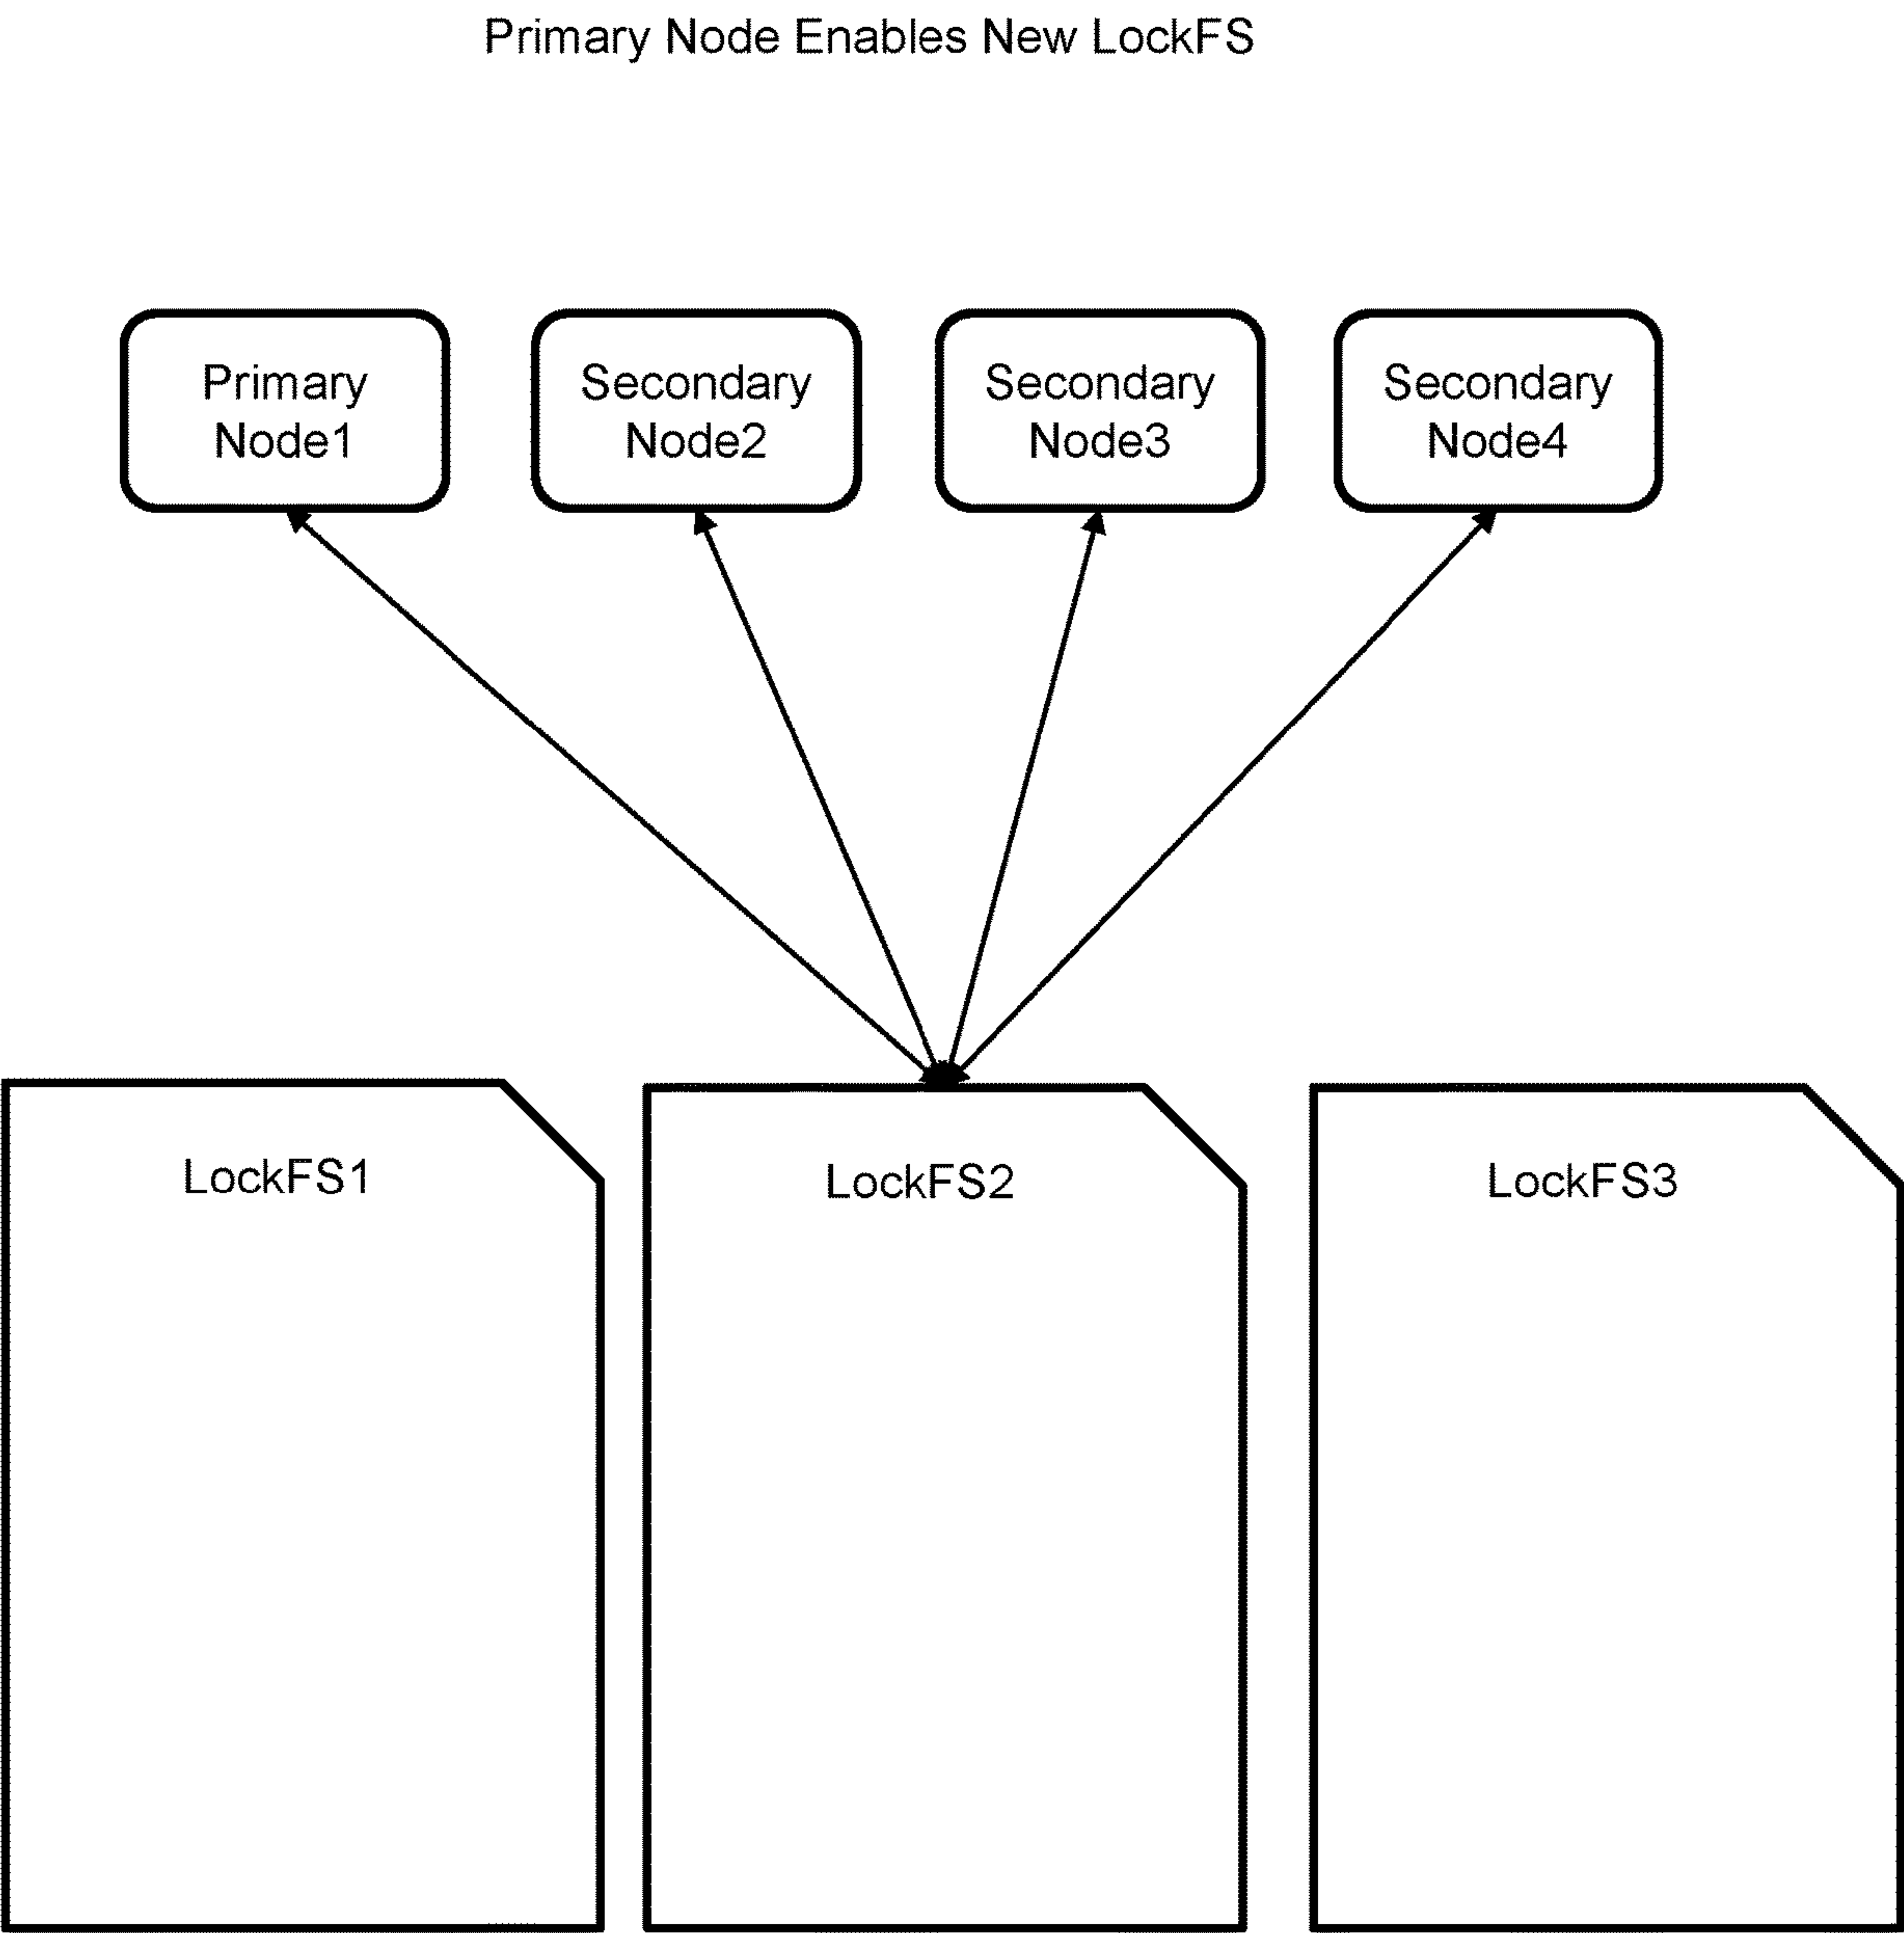 Primary Node Enables New LockFS
Primary
Node1
Secondary
Node2
Secondary
Node3
Secondary
Node4
LockFS1
LockFS2
LockFS3